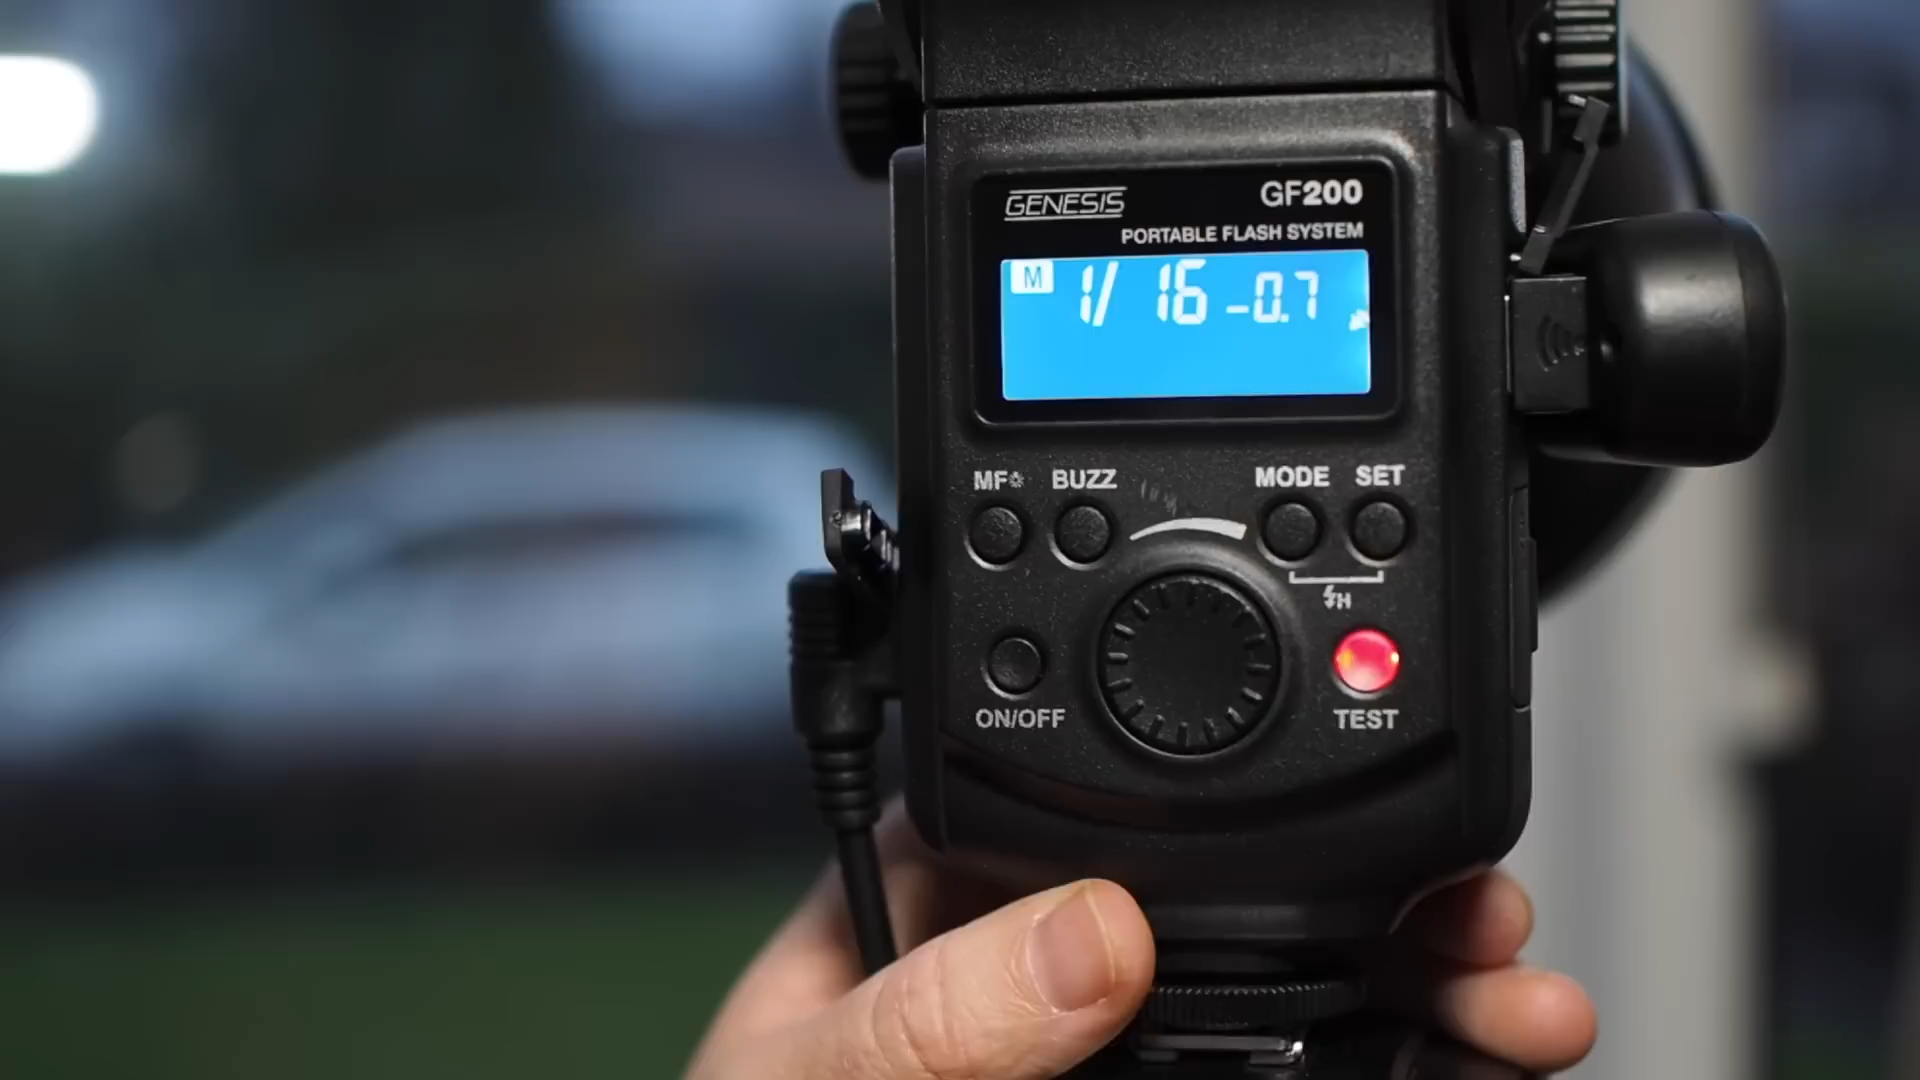 GENESIS
GF200
PORTABLE FLASH SYSTEM
M 1/ 16 -0.7
MF BUZZ MODE SET
H
ON/OFF
TEST